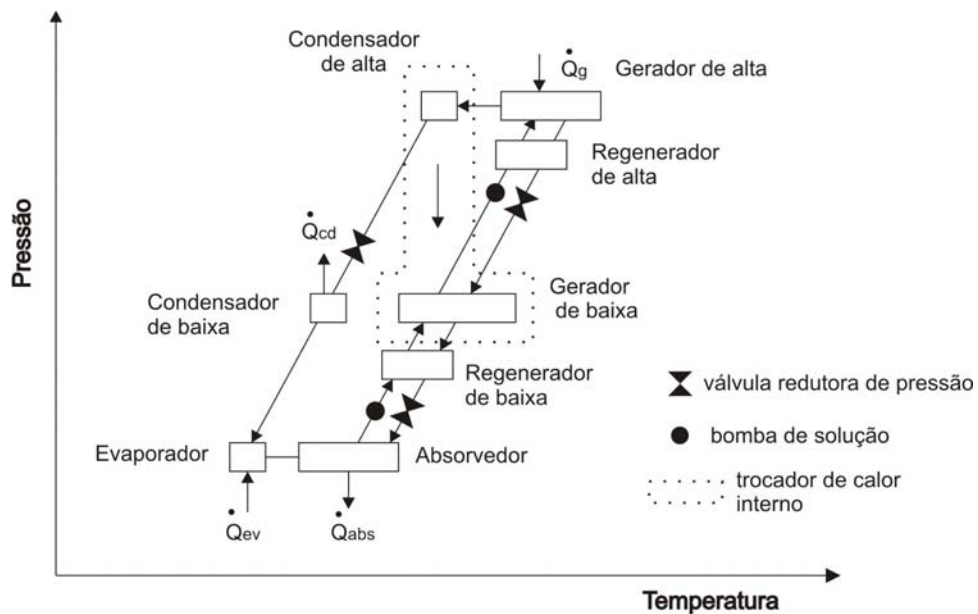 Condensador
de alta
Q̇g
Gerador de alta
Regenerador
de alta
Pressão
Q̇cd
Condensador
de baixa
Gerador
de baixa
Regenerador
de baixa
válvula redutora de pressão
bomba de solução
Evaporador
Absorvedor
trocador de calor
interno
Q̇ev
Q̇abs
Temperatura